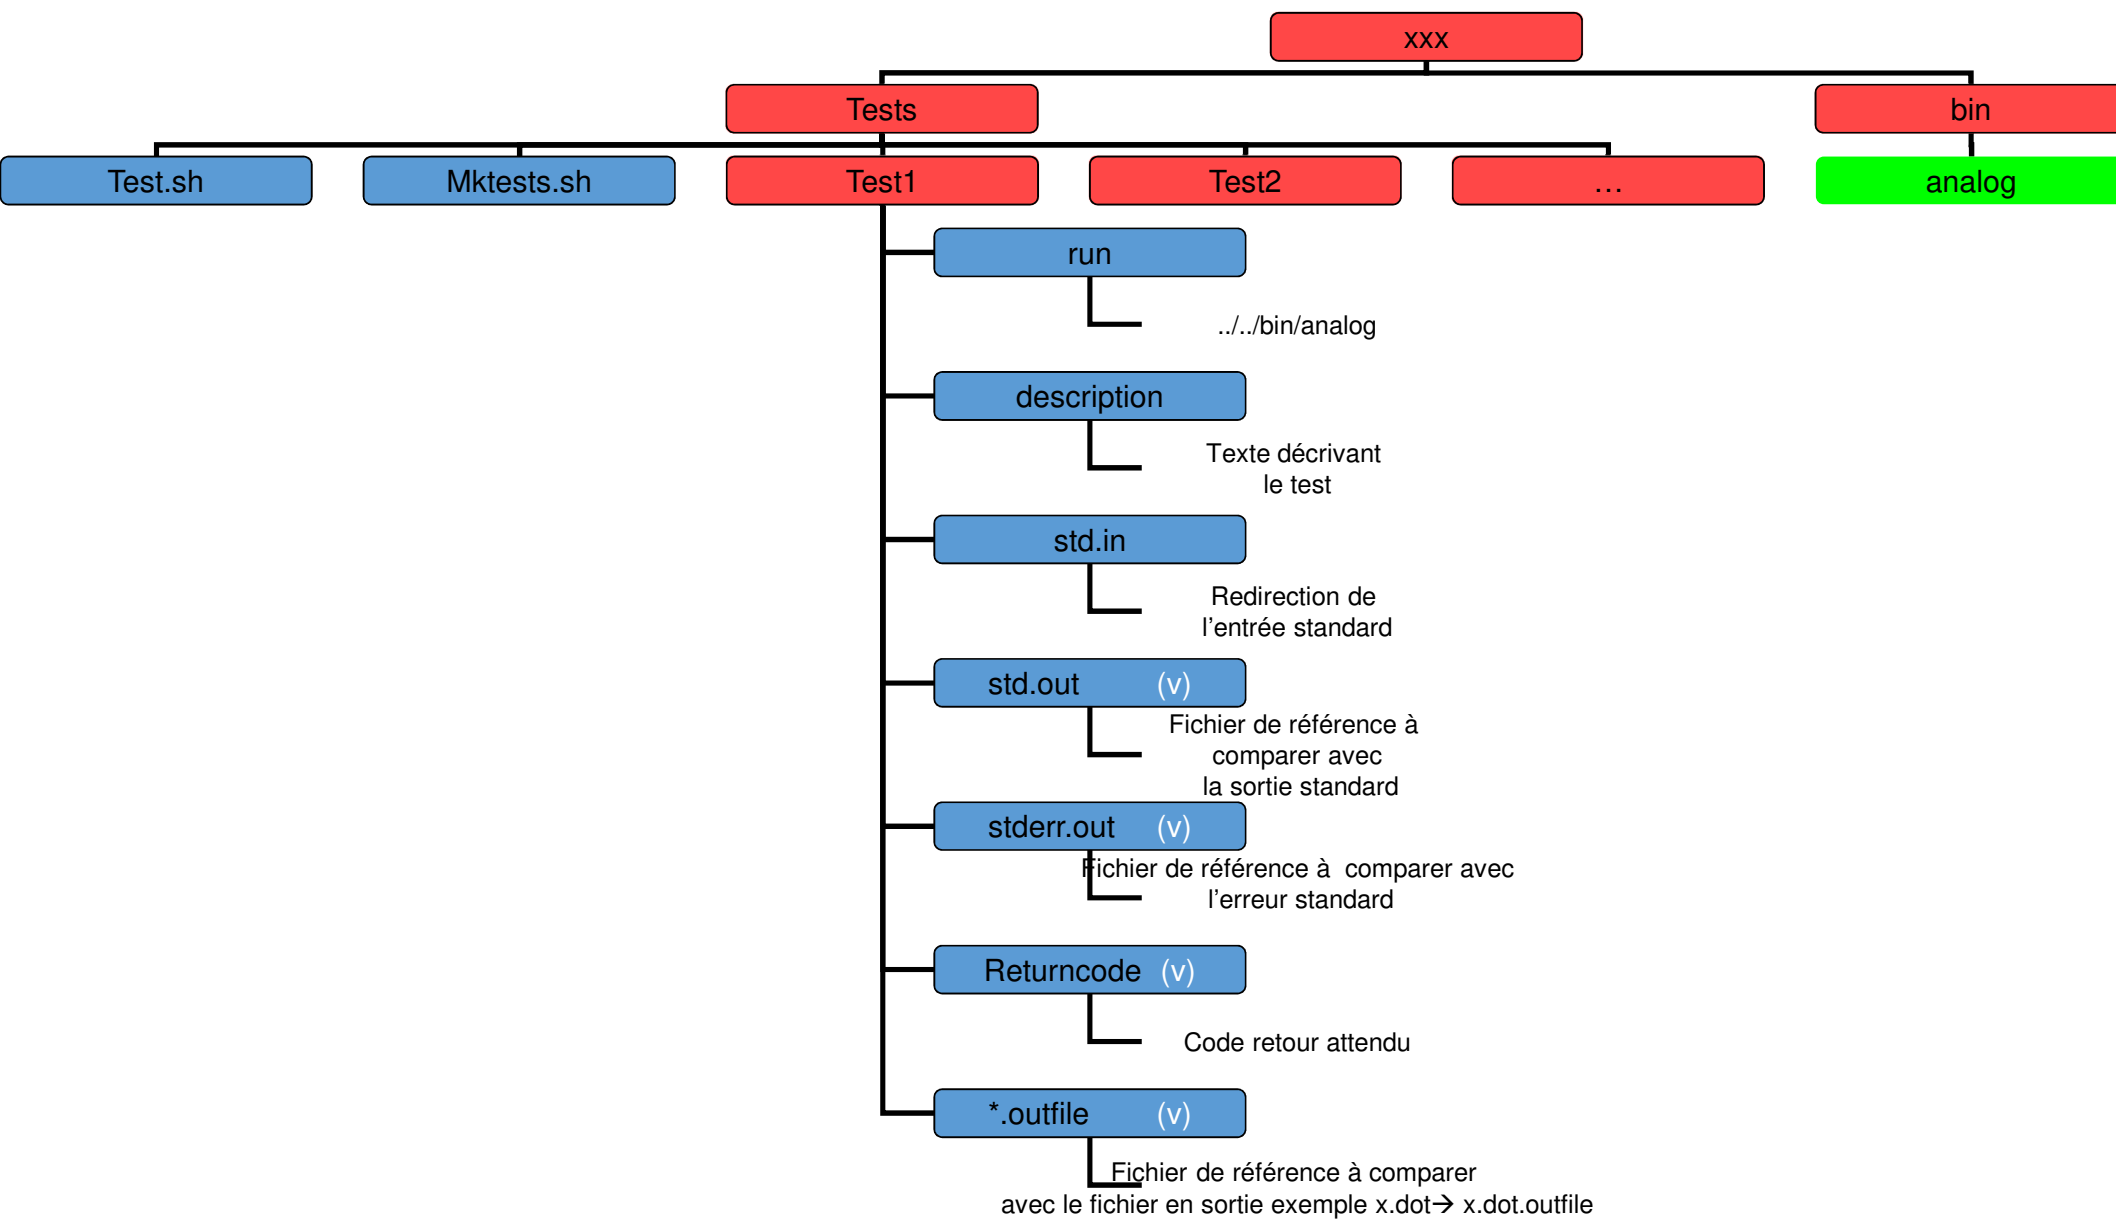 xxx
Tests
bin
Test.sh
Mktests.sh
Test1
Test2
…
analog
run
../../bin/analog
description
Texte décrivant
le test
std.in
Redirection de
l’entrée standard
std.out (v)
Fichier de référence à
comparer avec
la sortie standard
stderr.out (v)
Fichier de référence à comparer avec
l’erreur standard
Returncode (v)
Code retour attendu
*.outfile (v)
Fichier de référence à comparer
avec le fichier en sortie exemple x.dot→ x.dot.outfile